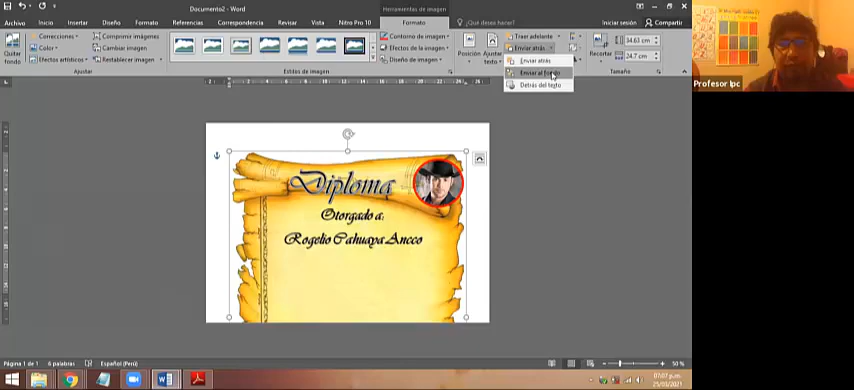 Documento2 - Word
Herramientas de imagen
Archivo Inicio Insertar Diseño Formato Referencias Correspondencia Revisar Vista Nitro Pro 10 Formato ¿Qué desea hacer? Iniciar sesión Compartir
Quitar fondo
Correcciones
Color
Efectos artísticos
Comprimir imágenes
Cambiar imagen
Restablecer imagen
Ajustar
Estilos de imagen
Contorno de imagen
Efectos de la imagen
Diseño de imagen
Posición
Ajustar texto
Traer adelante
Enviar atrás
Enviar atrás
Enviar al fondo
Detrás del texto
Recortar
34.63 cm
24.7 cm
Tamaño
Profesor Ipc
Diploma
Otorgado a:
Rogelio Cahuaya Ancco
Página 1 de 1 6 palabras Español (Perú)
50 %
07:07 p.m.
25/03/2021